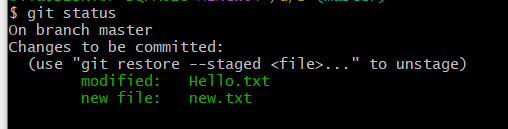 $ git status
On branch master
Changes to be committed:
  (use "git restore --staged <file>..." to unstage)
        modified:   Hello.txt
        new file:   new.txt